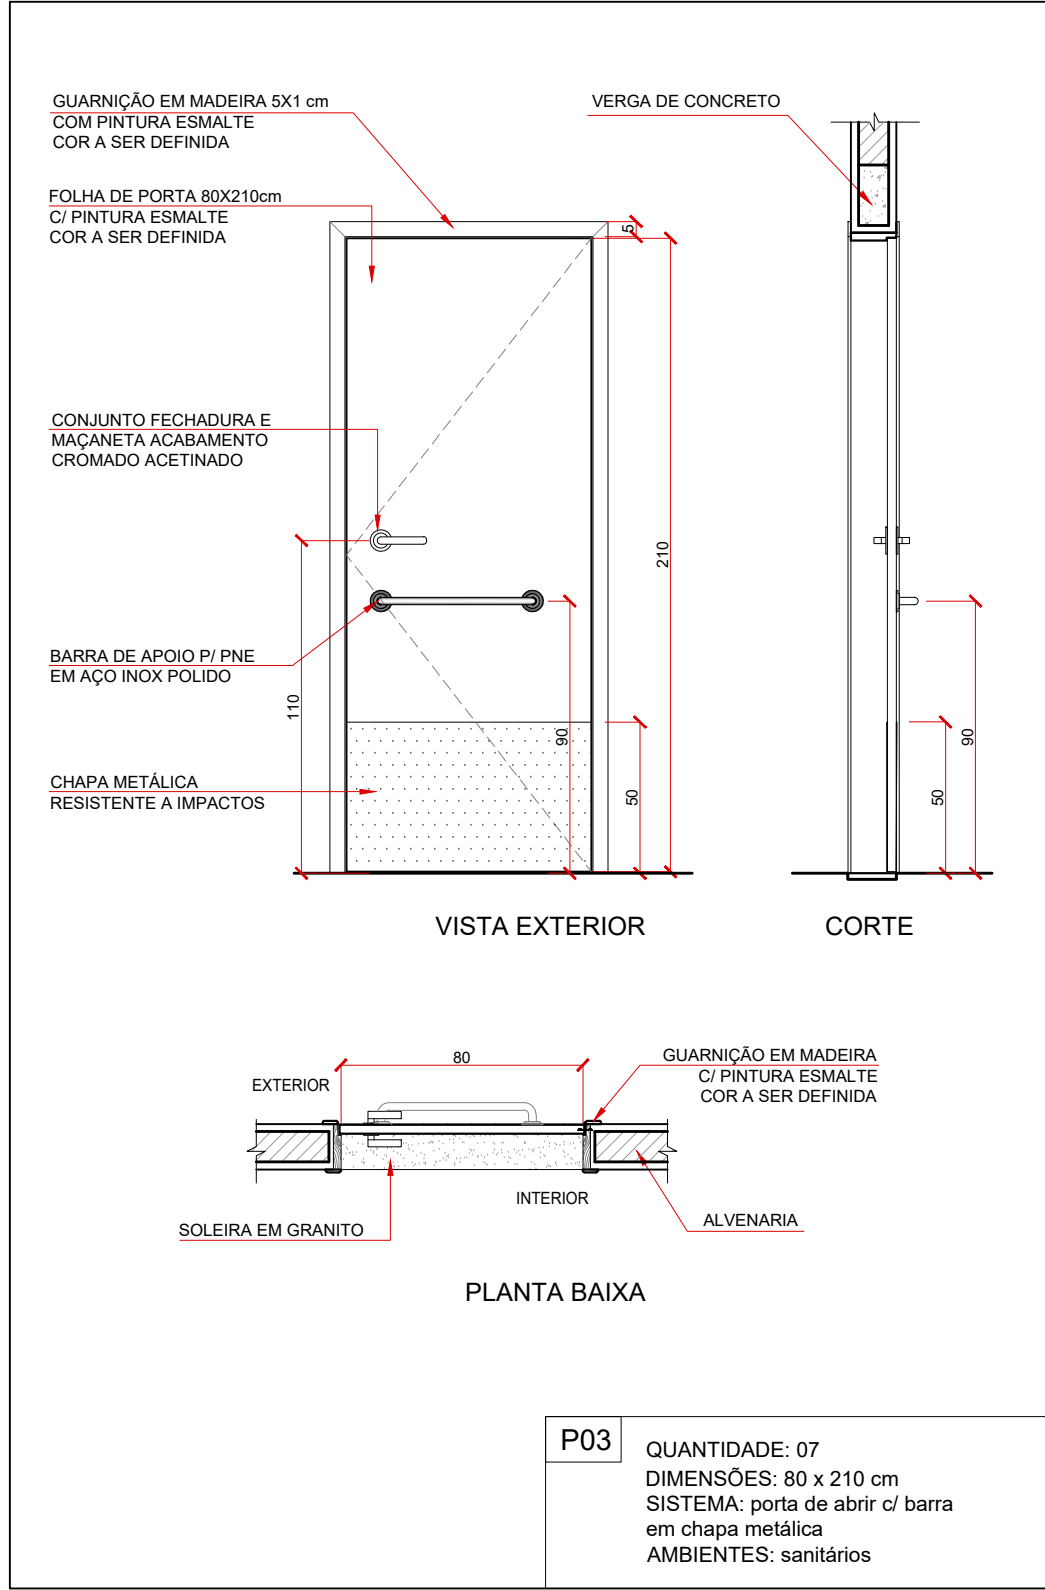 GUARNIÇÃO EM MADEIRA 5X1 cm
COM PINTURA ESMALTE
COR A SER DEFINIDA
VERGA DE CONCRETO
FOLHA DE PORTA 80X210cm
C/ PINTURA ESMALTE
COR A SER DEFINIDA
5
CONJUNTO FECHADURA E
MAÇANETA ACABAMENTO
CROMADO ACETINADO
210
BARRA DE APOIO P/ PNE
EM AÇO INOX POLIDO
110
90
90
CHAPA METÁLICA
RESISTENTE A IMPACTOS
50
50
VISTA EXTERIOR
CORTE
80
EXTERIOR
GUARNIÇÃO EM MADEIRA
C/ PINTURA ESMALTE
COR A SER DEFINIDA
INTERIOR
SOLEIRA EM GRANITO
ALVENARIA
PLANTA BAIXA
P03
QUANTIDADE: 07
DIMENSÕES: 80 x 210 cm
SISTEMA: porta de abrir c/ barra
em chapa metálica
AMBIENTES: sanitários